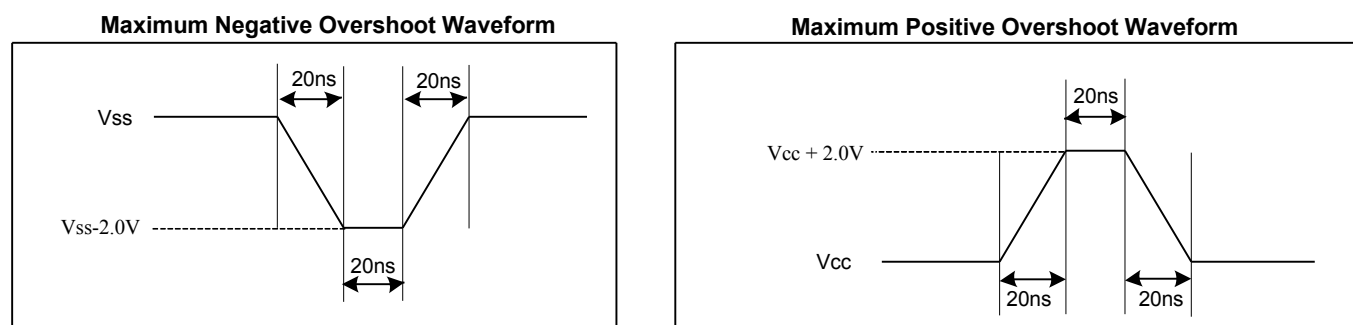 Maximum Negative Overshoot Waveform
20ns
20ns
Vss
Vss-2.0V
20ns
Maximum Positive Overshoot Waveform
20ns
Vcc + 2.0V
Vcc
20ns
20ns